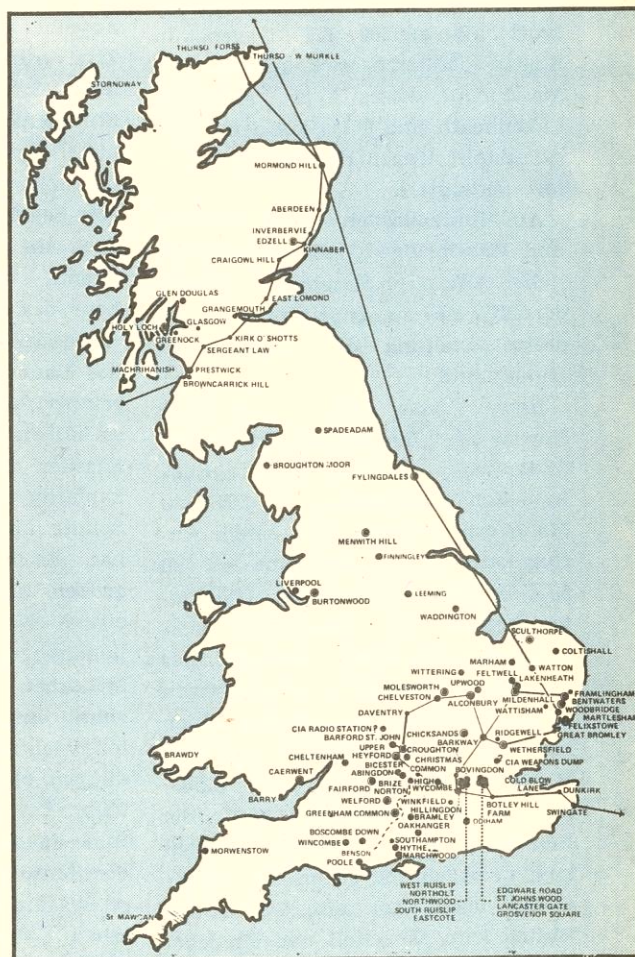 THURSO FORSS
THURSO - W MURKLE
STORNOWAY
MORMOND HILL
ABERDEEN
INVERBERVIE
EDZELL
KINNABER
CRAIGOWL HILL
GLEN DOUGLAS
EAST LOMOND
GRANGEMOUTH
HOLY LOCH
GLASGOW
GREENOCK
KIRK O' SHOTTS
SERGEANT LAW
MACHRIHANISH
PRESTWICK
BROWNCARRICK HILL
SPADEADAM
BROUGHTON MOOR
FYLINGDALES
MENWITH HILL
FINNINGLEY
LIVERPOOL
BURTONWOOD
LEEMING
WADDINGTON
SCULTHORPE
COLTISHALL
MARHAM
WATTON
WITTERING
FELTWELL
LAKENHEATH
MOLESWORTH
UPWOOD
MILDENHALL
FRAMLINGHAM
CHELVESTON
ALCONBURY
BENTWATERS
WOODBRIDGE
WATTISHAM
MARTLESHAM
DAVENTRY
FELIXSTOWE
GREAT BROMLEY
CIA RADIO STATION?
CHICKSANDS
RIDGEWELL
BARFORD ST. JOHN
BARKWAY
WETHERSFIELD
BRAWDY
UPPER
HEYFORD
CROUGHTON
CIA WEAPONS DUMP
CHELTENHAM
BICESTER
CHRISTMAS
COMMON
BOVINGDON
CAERWENT
ABINGDON
HIGH
WYCOMBE
COLD BLOW
LANE
DUNKIRK
BARRY
FAIRFORD
BRIZE
NORTON
BOTLEY HILL
FARM
SWINGATE
WELFORD
WINKFIELD
HILLINGDON
GREENHAM COMMON
BRAMLEY
OAKHANGER
MORWENSTOW
BOSCOMBE DOWN
SOUTHAMPTON
WINCOMBE
HYTHE
BENSON
MARCHWOOD
POOLE
St MAWGAN
WEST RUISLIP
NORTHOLT
NORTHWOOD
SOUTH RUISLIP
EASTCOTE
EDGWARE ROAD
ST. JOHNS WOOD
LANCASTER GATE
GROSVENOR SQUARE